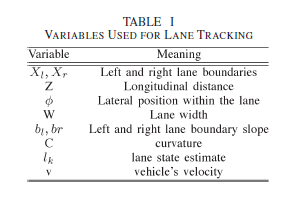 TABLE I
VARIABLES USED FOR LANE TRACKING
Variable Meaning
X_l, X_r Left and right lane boundaries
Z Longitudinal distance
ϕ Lateral position within the lane
W Lane width
b_l, br Left and right lane boundary slope
C curvature
l_k lane state estimate
v vehicle's velocity